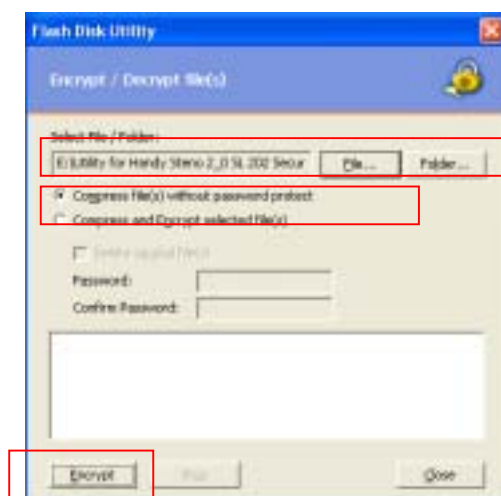 Flash Disk Utility
Encrypt / Decrypt file(s)
Select File / Folder:
E:\Utility for Handy Steno 2_0 SL 202 Secur File... Folder...
Compress file(s) without password protect
Compress and Encrypt selected file(s)
Password:
Confirm Password:
Encrypt Close